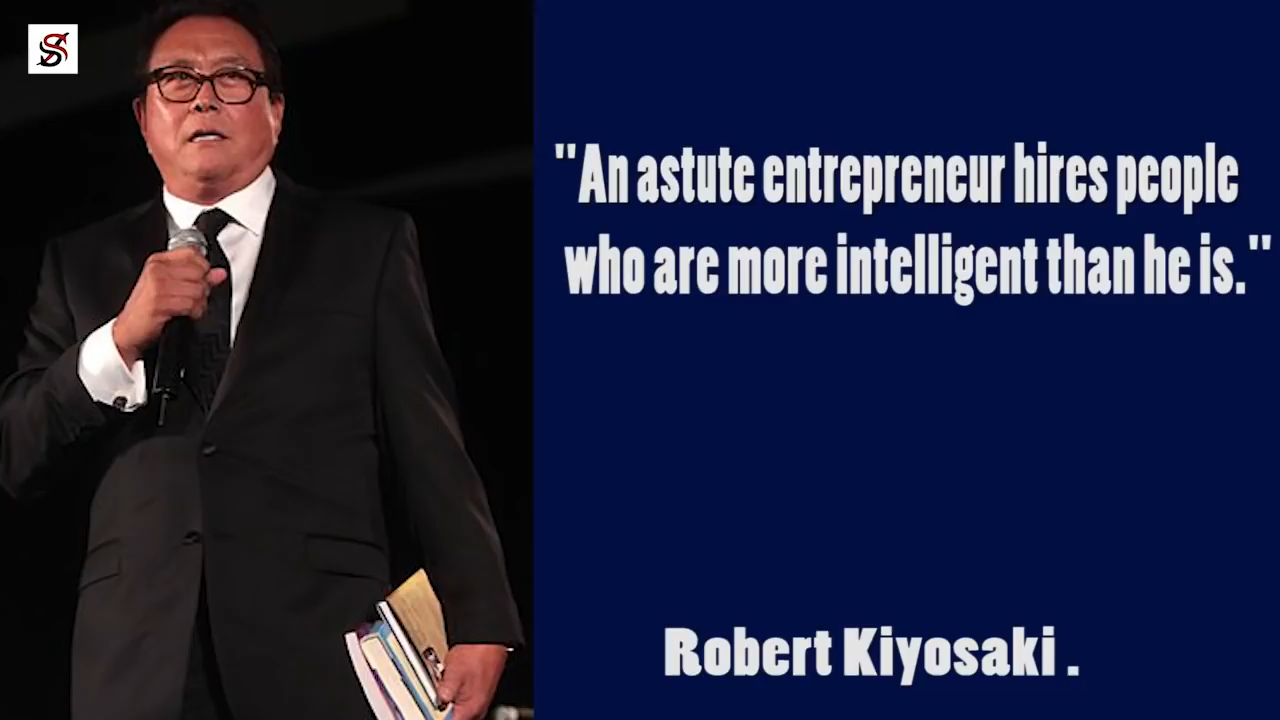 "An astute entrepreneur hires people
who are more intelligent than he is."
Robert Kiyosaki .